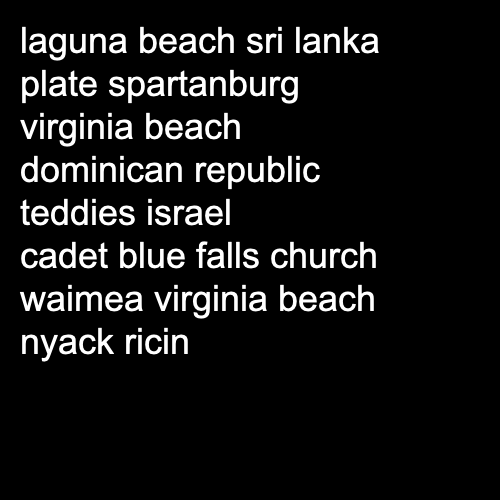 laguna beach sri lanka
plate spartanburg
virginia beach
dominican republic
teddies israel
cadet blue falls church
waimea virginia beach
nyack ricin